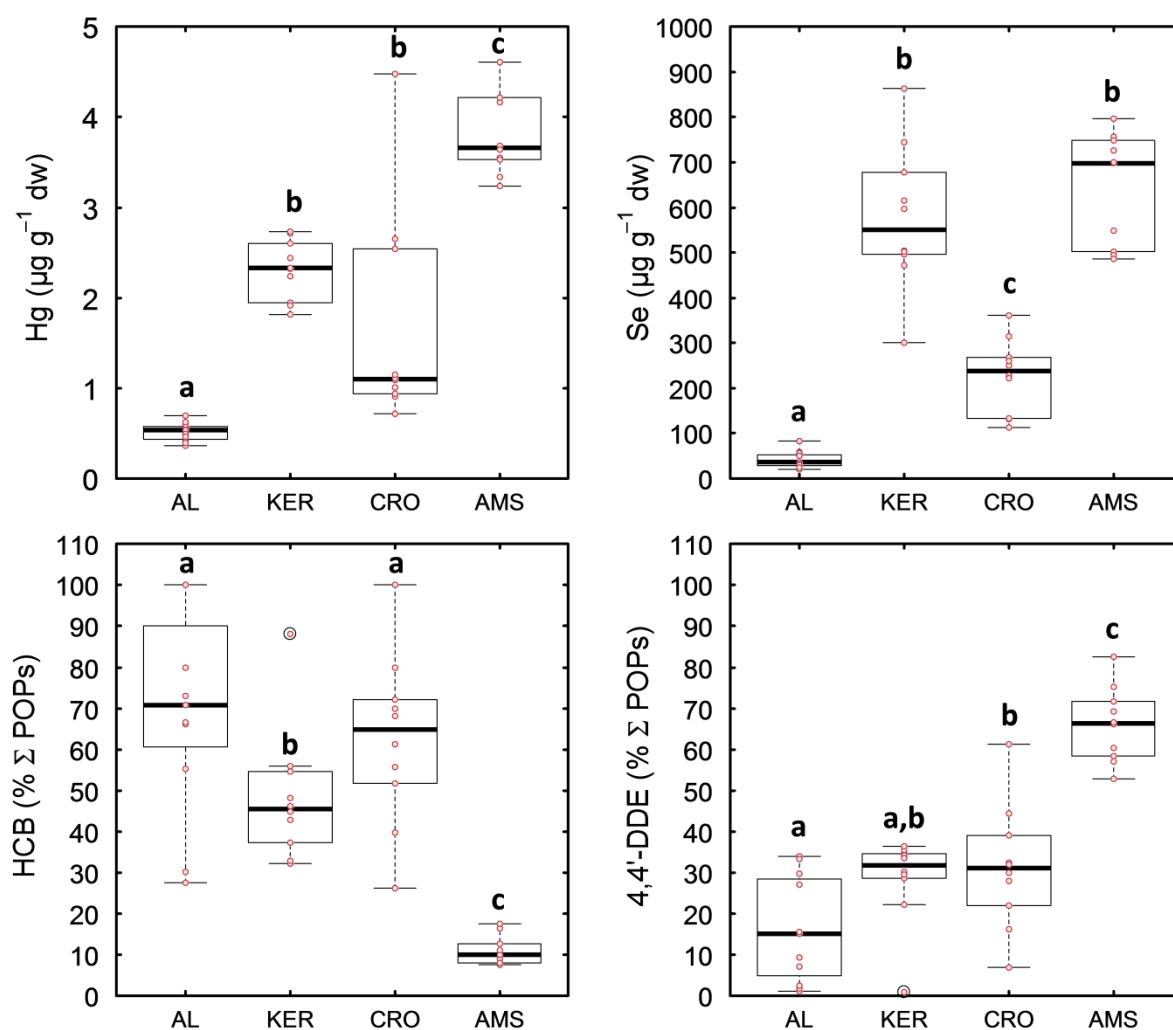 Hg (µg g⁻¹ dw)
5
4
3
2
1
0
a
b
b
c
AL KER CRO AMS
Se (µg g⁻¹ dw)
1000
900
800
700
600
500
400
300
200
100
0
a
b
c
b
AL KER CRO AMS
HCB (% Σ POPs)
110
100
90
80
70
60
50
40
30
20
10
0
a
b
a
c
AL KER CRO AMS
4,4'-DDE (% Σ POPs)
110
100
90
80
70
60
50
40
30
20
10
0
a
a,b
b
c
AL KER CRO AMS